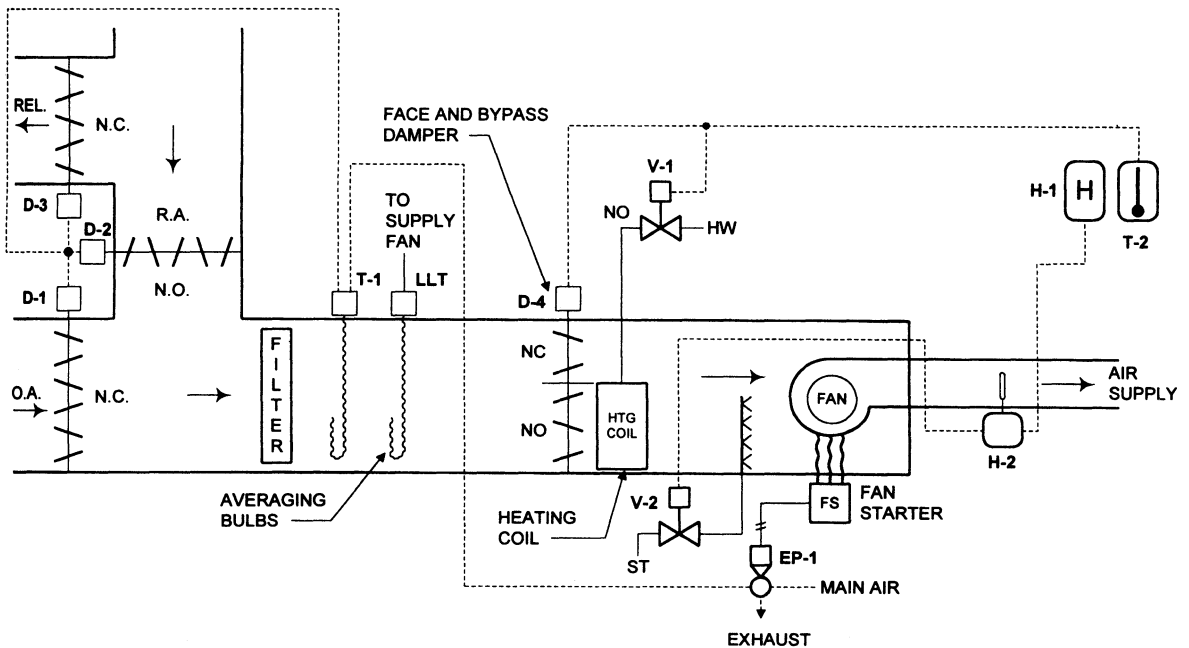 REL.
N.C.
FACE AND BYPASS
DAMPER
V-1
H-1
H
T-2
D-3
R.A.
D-2
TO
SUPPLY
FAN
NO
HW
N.O.
D-1
T-1
LLT
D-4
O.A.
N.C.
FILTER
NC
NO
HTG
COIL
FAN
AIR
SUPPLY
H-2
AVERAGING
BULBS
HEATING
COIL
V-2
ST
FS
FAN
STARTER
EP-1
MAIN AIR
EXHAUST